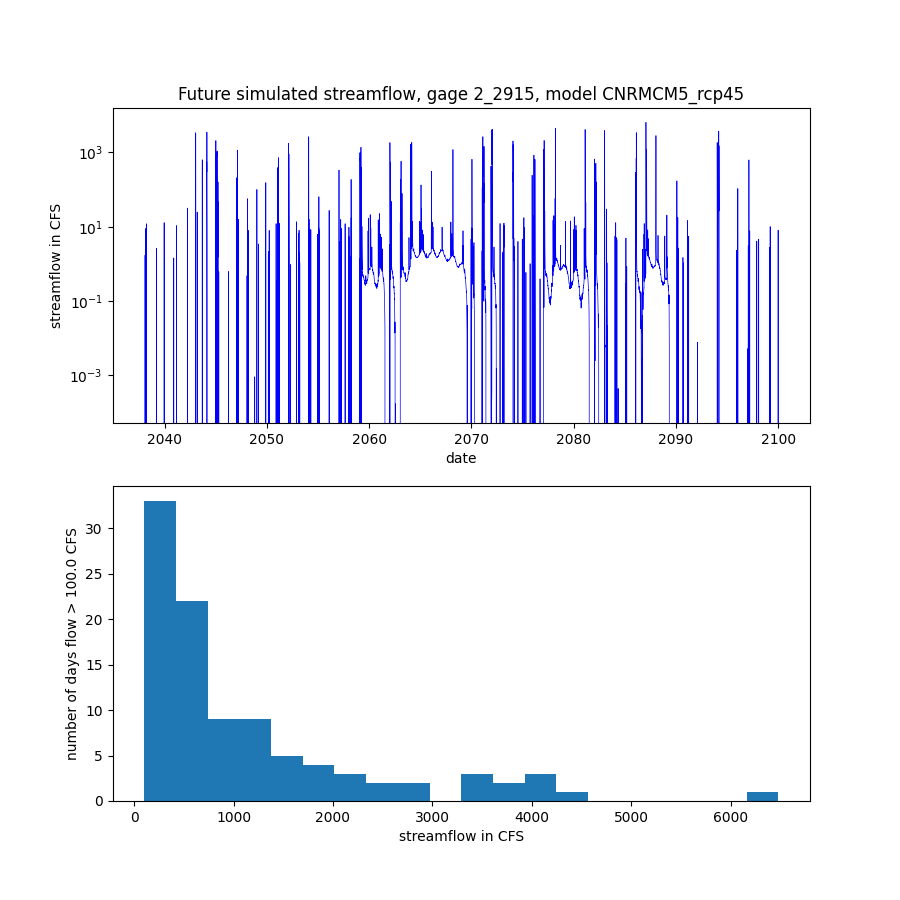 Future simulated streamflow, gage 2_2915, model CNRMCM5_rcp45
streamflow in CFS
10³
10¹
10⁻¹
10⁻³
2040 2050 2060 2070 2080 2090 2100
date
number of days flow > 100.0 CFS
30
25
20
15
10
5
0
0 1000 2000 3000 4000 5000 6000
streamflow in CFS